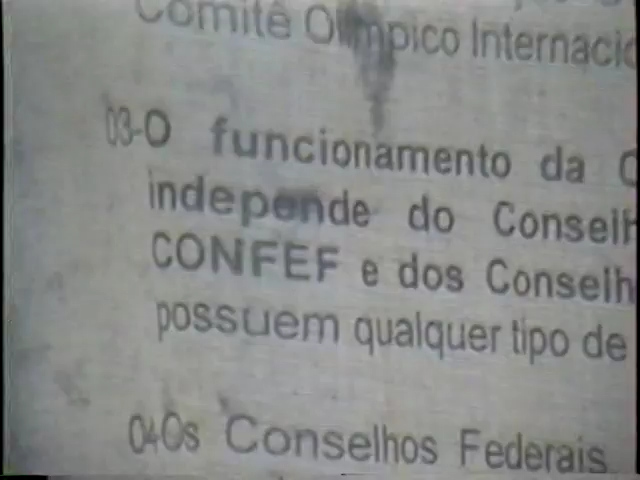 Comitê Olímpico Internacio
03-O funcionamento da C
independe do Conselh
CONFEF e dos Conselh
possuem qualquer tipo de
04Os Conselhos Federais